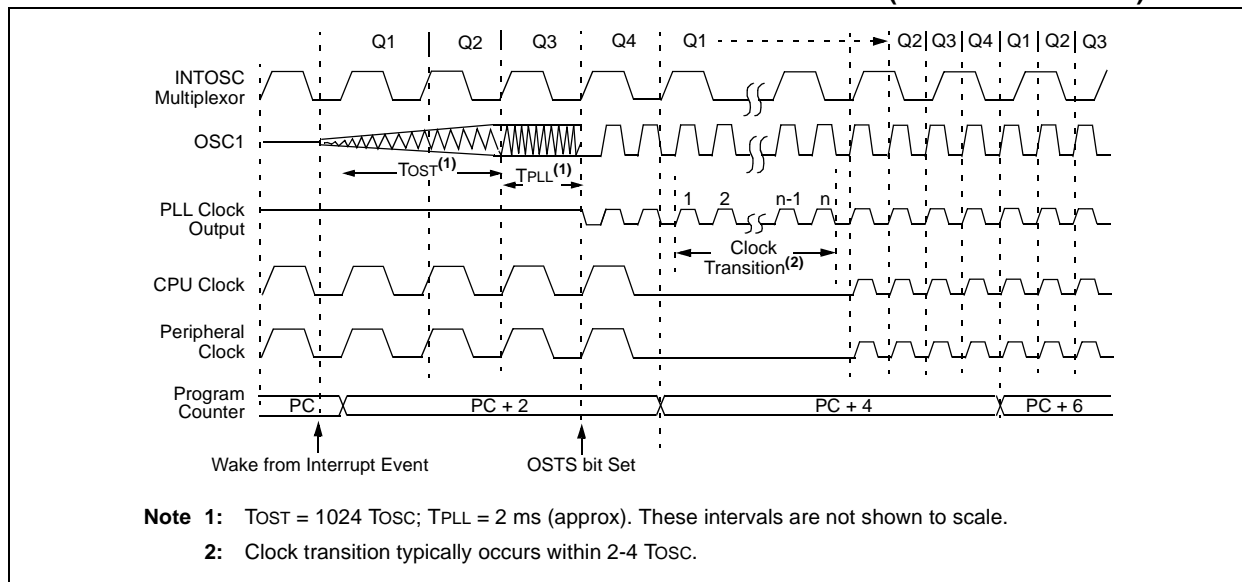 Q1 Q2 Q3 Q4 Q1 Q2 Q3 Q4 Q1 Q2 Q3
INTOSC
Multiplexor
OSC1
TOST(1)
TPLL(1)
1 2 n-1 n
PLL Clock
Output
Clock
Transition(2)
CPU Clock
Peripheral
Clock
Program
Counter
PC PC + 2 PC + 4 PC + 6
Wake from Interrupt Event
OSTS bit Set
Note 1: TOST = 1024 TOSC; TPLL = 2 ms (approx). These intervals are not shown to scale.
2: Clock transition typically occurs within 2-4 TOSC.